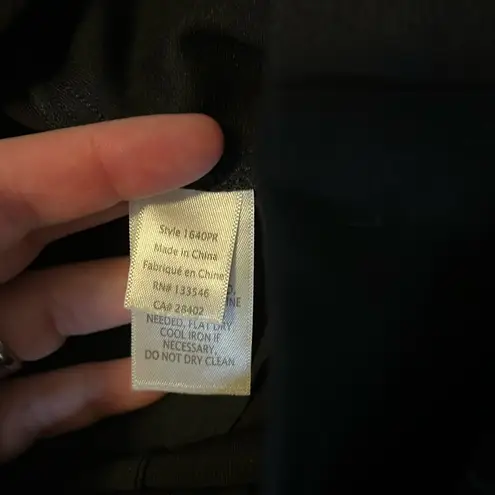 Style 1640PR
Made in China
Fabriqué en Chine
RN# 133546
CA# 28402
NEEDED, FLAT DRY
COOL IRON IF
NECESSARY,
DO NOT DRY CLEAN